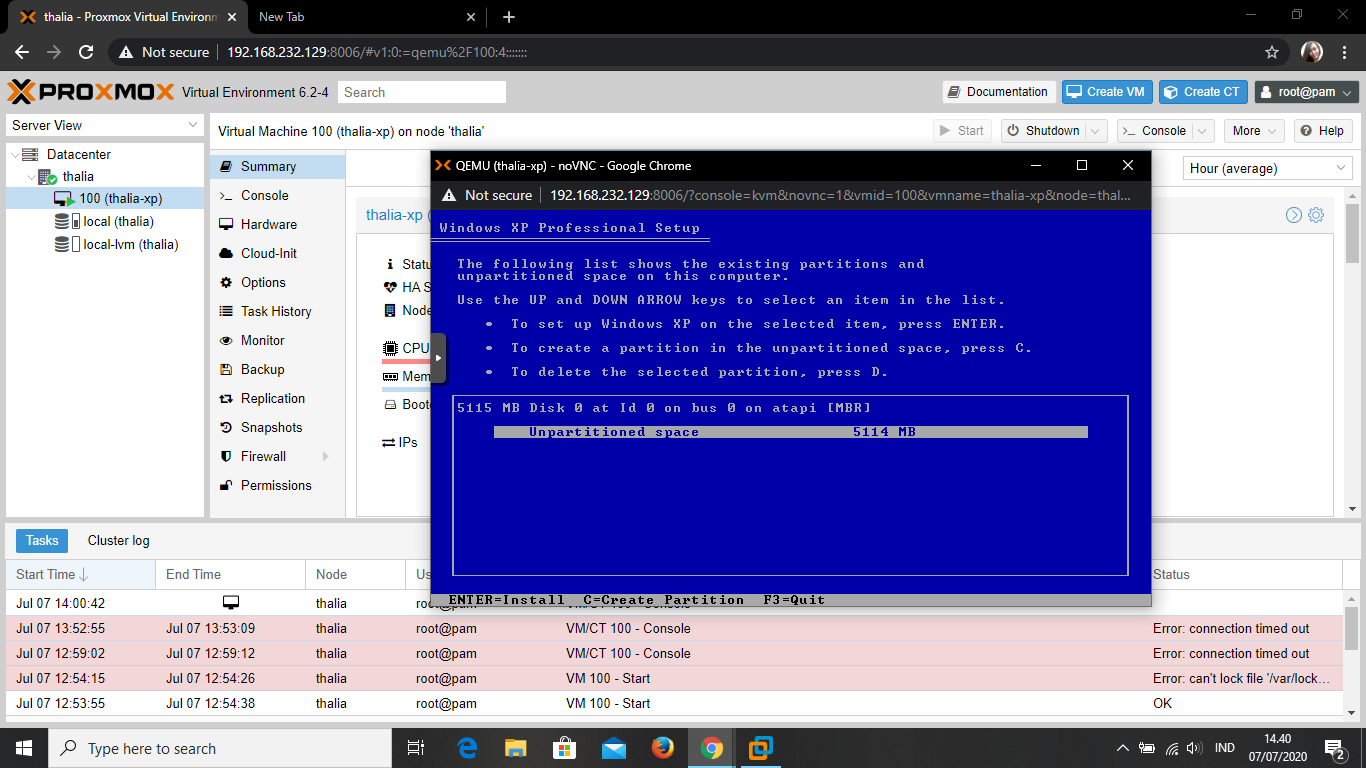 thalia - Proxmox Virtual Environm
New Tab
Not secure
192.168.232.129:8006/#v1:0:=qemu%2F100:4:::::::
PROXMOX Virtual Environment 6.2-4
Search
Documentation
Create VM
Create CT
root@pam
Server View
Virtual Machine 100 (thalia-xp) on node 'thalia'
Start
Shutdown
Console
More
Help
Datacenter
thalia
100 (thalia-xp)
local (thalia)
local-lvm (thalia)
Summary
Console
Hardware
Cloud-Init
Options
Task History
Monitor
Backup
Replication
Snapshots
Firewall
Permissions
Hour (average)
thalia-xp (
Statu
HA S
Node
CPU
Mem
Boot
IPs
QEMU (thalia-xp) - noVNC - Google Chrome
Not secure
192.168.232.129:8006/?console=kvm&novnc=1&vmid=100&vmname=thalia-xp&node=thal...
Windows XP Professional Setup
The following list shows the existing partitions and
unpartitioned space on this computer.
Use the UP and DOWN ARROW keys to select an item in the list.
• To set up Windows XP on the selected item, press ENTER.
• To create a partition in the unpartitioned space, press C.
• To delete the selected partition, press D.
5115 MB Disk 0 at Id 0 on bus 0 on atapi [MBR]
Unpartitioned space 5114 MB
ENTER=Install C=Create Partition F3=Quit
Tasks
Cluster log
Start Time End Time Node Us Status
Jul 07 14:00:42 thalia
Jul 07 13:52:55 Jul 07 13:53:09 thalia root@pam VM/CT 100 - Console Error: connection timed out
Jul 07 12:59:02 Jul 07 12:59:12 thalia root@pam VM/CT 100 - Console Error: connection timed out
Jul 07 12:54:15 Jul 07 12:54:26 thalia root@pam VM 100 - Start Error: can't lock file '/var/lock...
Jul 07 12:53:55 Jul 07 12:54:38 thalia root@pam VM 100 - Start OK
Type here to search
IND
14.40
07/07/2020
2